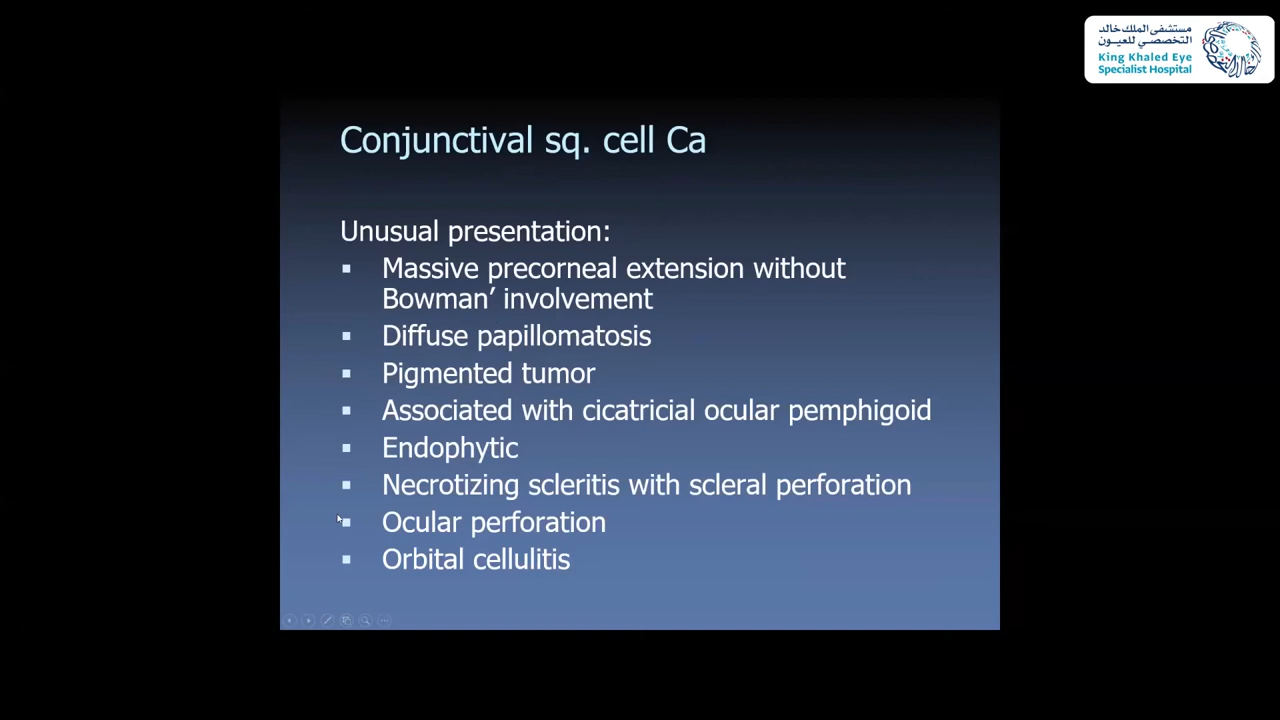 مستشفى الملك خالد
التخصصي للعيون
King Khaled Eye
Specialist Hospital
Conjunctival sq. cell Ca
Unusual presentation:
▪ Massive precorneal extension without
Bowman’ involvement
▪ Diffuse papillomatosis
▪ Pigmented tumor
▪ Associated with cicatricial ocular pemphigoid
▪ Endophytic
▪ Necrotizing scleritis with scleral perforation
▪ Ocular perforation
▪ Orbital cellulitis